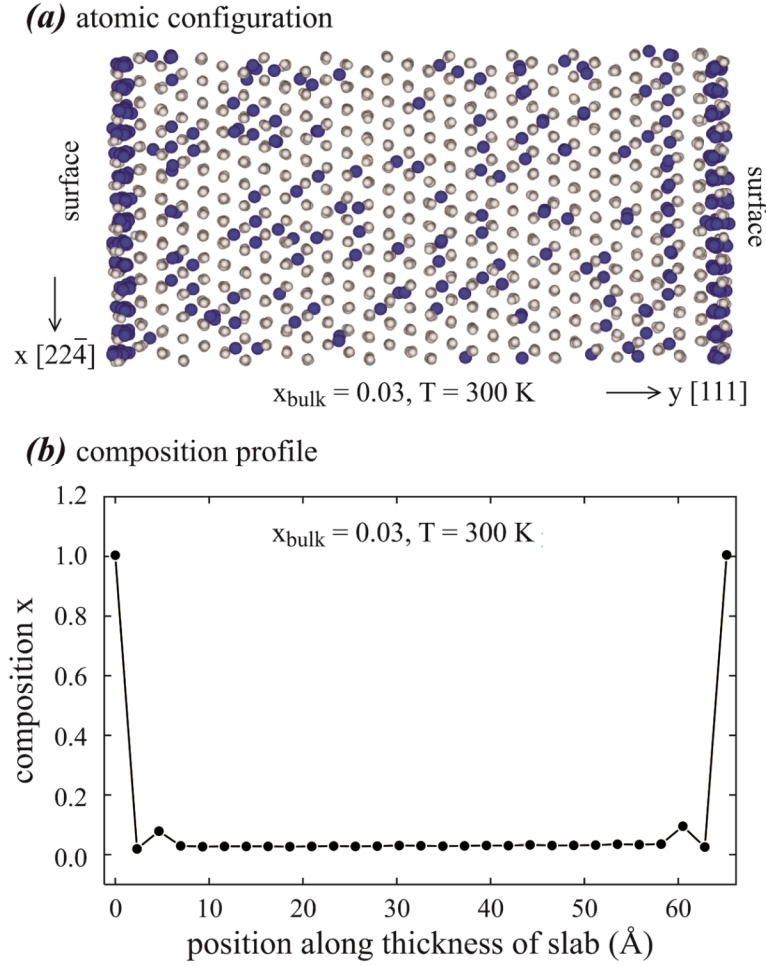 (a) atomic configuration
surface
surface
x [224̄]
x_bulk = 0.03, T = 300 K
y [111]
(b) composition profile
1.2
x_bulk = 0.03, T = 300 K
1.0
0.8
0.6
0.4
0.2
0.0
composition x
0 10 20 30 40 50 60
position along thickness of slab (Å)